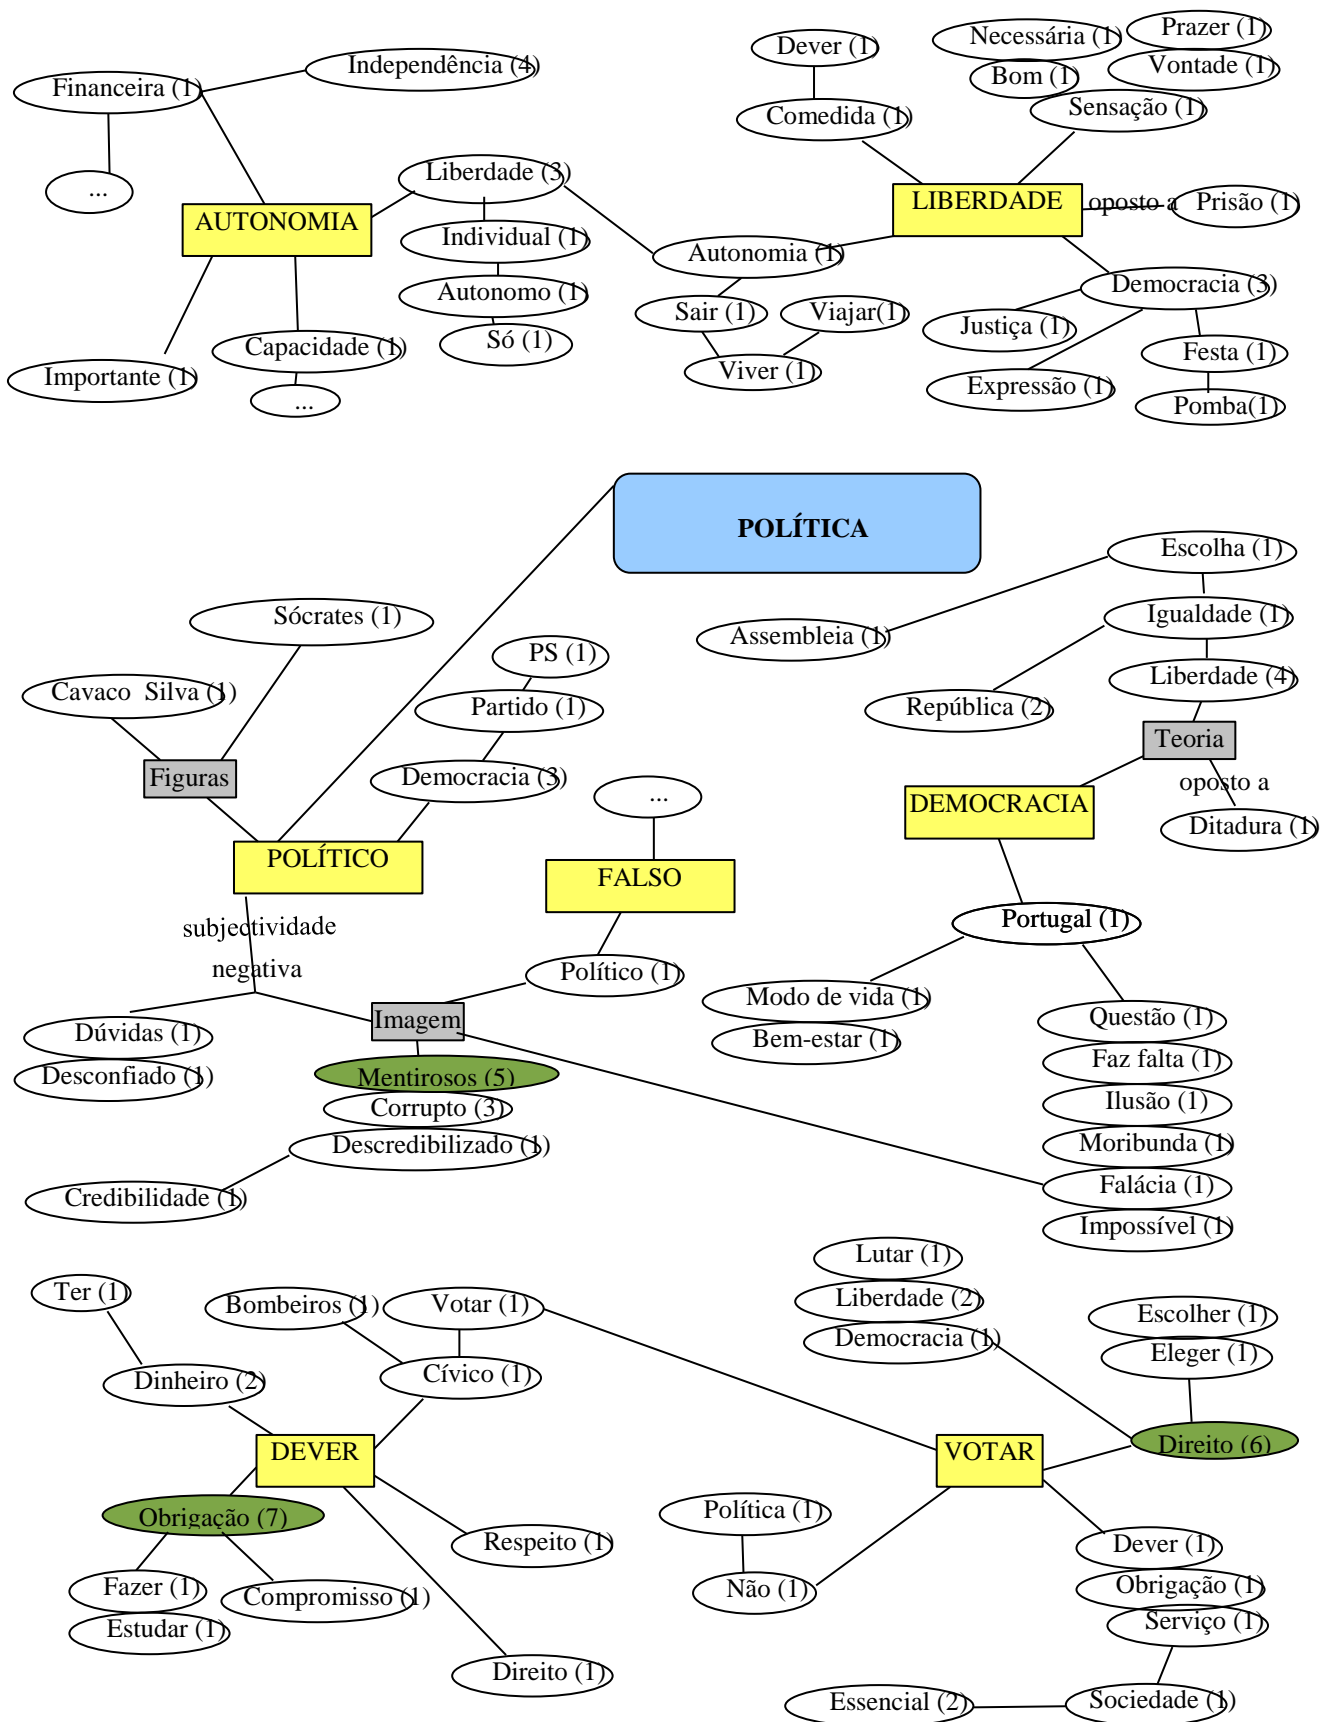 Dever (1)
Necessária (1)
Prazer (1)
Independência (4)
Bom (1)
Vontade (1)
Financeira (1)
Comedida (1)
Sensação (1)
...
Liberdade (3)
LIBERDADE
oposto a
Prisão (1)
AUTONOMIA
Individual (1)
Autonomia (1)
Democracia (3)
Autonomo (1)
Sair (1)
Viajar(1)
Justiça (1)
Só (1)
Capacidade (1)
Importante (1)
Viver (1)
Festa (1)
Expressão (1)
...
Pomba(1)
POLÍTICA
Escolha (1)
Sócrates (1)
Assembleia (1)
Igualdade (1)
PS (1)
Cavaco Silva (1)
Partido (1)
República (2)
Liberdade (4)
Teoria
Figuras
Democracia (3)
oposto a
...
DEMOCRACIA
Ditadura (1)
POLÍTICO
FALSO
subjectividade
Portugal (1)
negativa
Político (1)
Modo de vida (1)
Imagem
Questão (1)
Dúvidas (1)
Bem-estar (1)
Desconfiado (1)
Mentirosos (5)
Faz falta (1)
Corrupto (3)
Ilusão (1)
Descredibilizado (1)
Moribunda (1)
Credibilidade (1)
Falácia (1)
Impossível (1)
Lutar (1)
Ter (1)
Bombeiros (1)
Votar (1)
Liberdade (2)
Escolher (1)
Democracia (1)
Eleger (1)
Dinheiro (2)
Cívico (1)
DEVER
VOTAR
Direito (6)
Obrigação (7)
Política (1)
Respeito (1)
Dever (1)
Fazer (1)
Compromisso (1)
Não (1)
Obrigação (1)
Estudar (1)
Serviço (1)
Direito (1)
Essencial (2)
Sociedade (1)